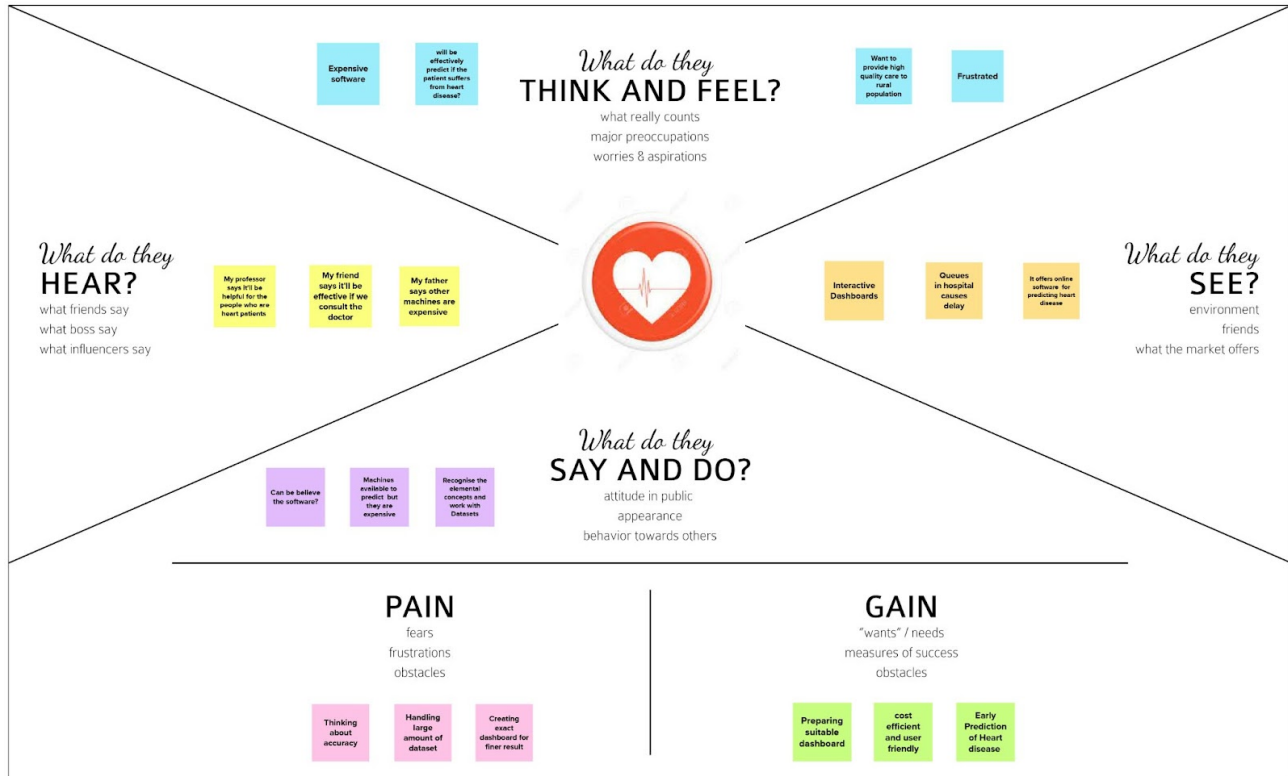 What do they
THINK AND FEEL?
what really counts
major preoccupations
worries & aspirations
Expensive
software
will be
effectively
predict if the
patient suffers
from heart
disease?
Want to
provide high
quality care to
rural
population
Frustrated
What do they
HEAR?
what friends say
what boss say
what influencers say
My professor
says it'll be
helpful for the
people who are
heart patients
My friend
says it'll be
effective if we
consult the
doctor
My father
says other
machines are
expensive
Interactive
Dashboards
Queues
in hospital
causes
delay
It offers online
software for
predicting heart
disease
What do they
SEE?
environment
friends
what the market offers
What do they
SAY AND DO?
attitude in public
appearance
behavior towards others
Can be believe
the software?
Machines
available to
predict but
they are
expensive
Recognise the
elemental
concepts and
work with
Datasets
PAIN
fears
frustrations
obstacles
Thinking
about
accuracy
Handling
large
amount of
dataset
Creating
exact
dashboard for
finer result
GAIN
"wants" / needs
measures of success
obstacles
Preparing
suitable
dashboard
cost
efficient
and user
friendly
Early
Prediction
of Heart
disease